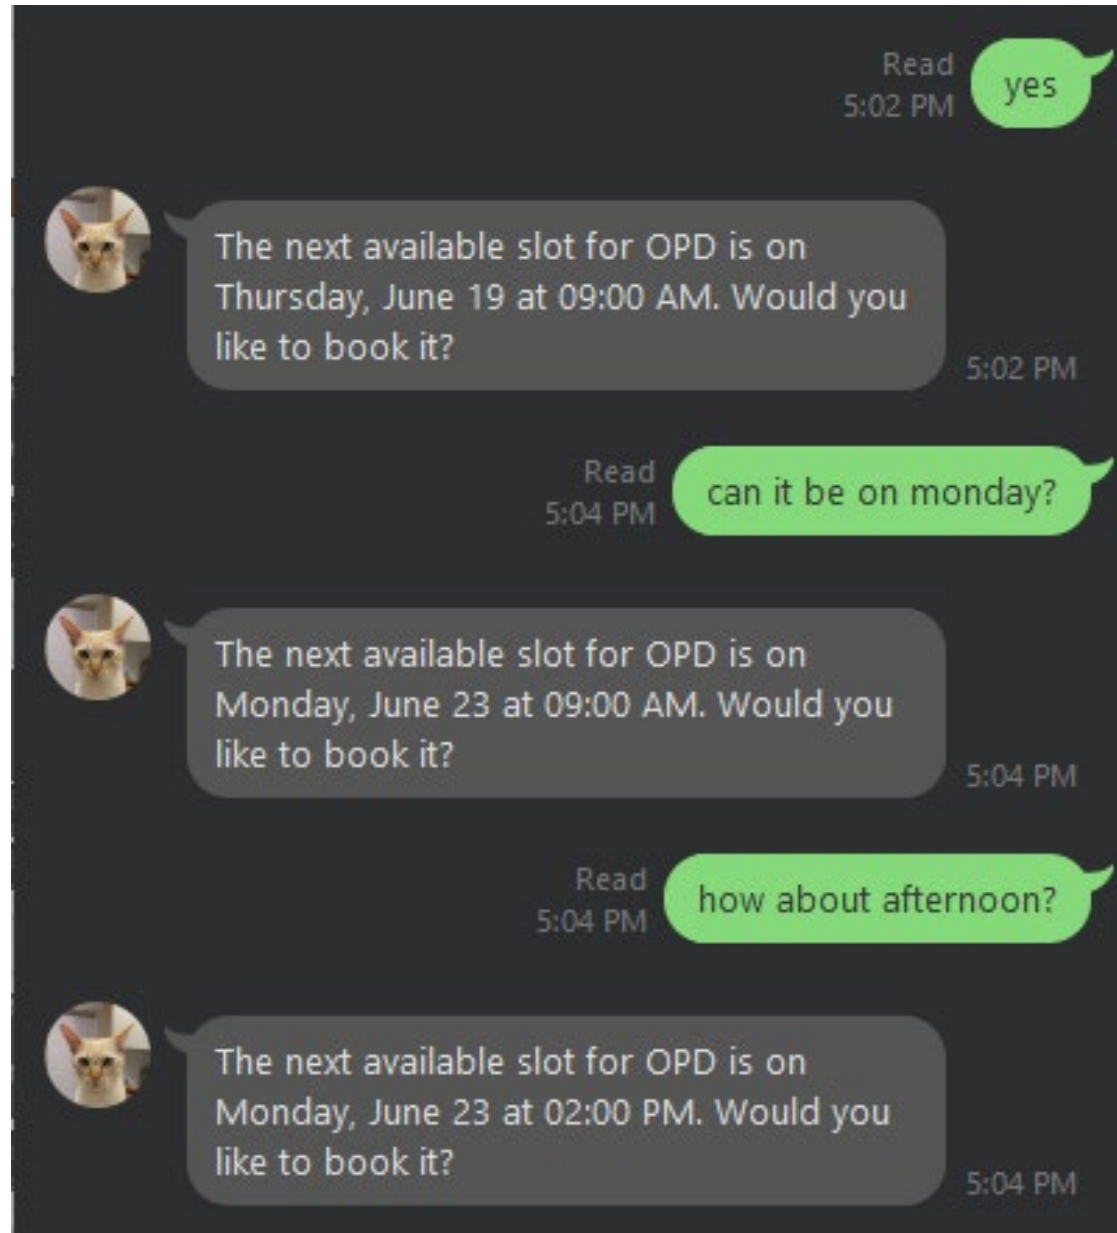 Read
5:02 PM
yes
The next available slot for OPD is on
Thursday, June 19 at 09:00 AM. Would you
like to book it?
5:02 PM
Read
5:04 PM
can it be on monday?
The next available slot for OPD is on
Monday, June 23 at 09:00 AM. Would you
like to book it?
5:04 PM
Read
5:04 PM
how about afternoon?
The next available slot for OPD is on
Monday, June 23 at 02:00 PM. Would you
like to book it?
5:04 PM